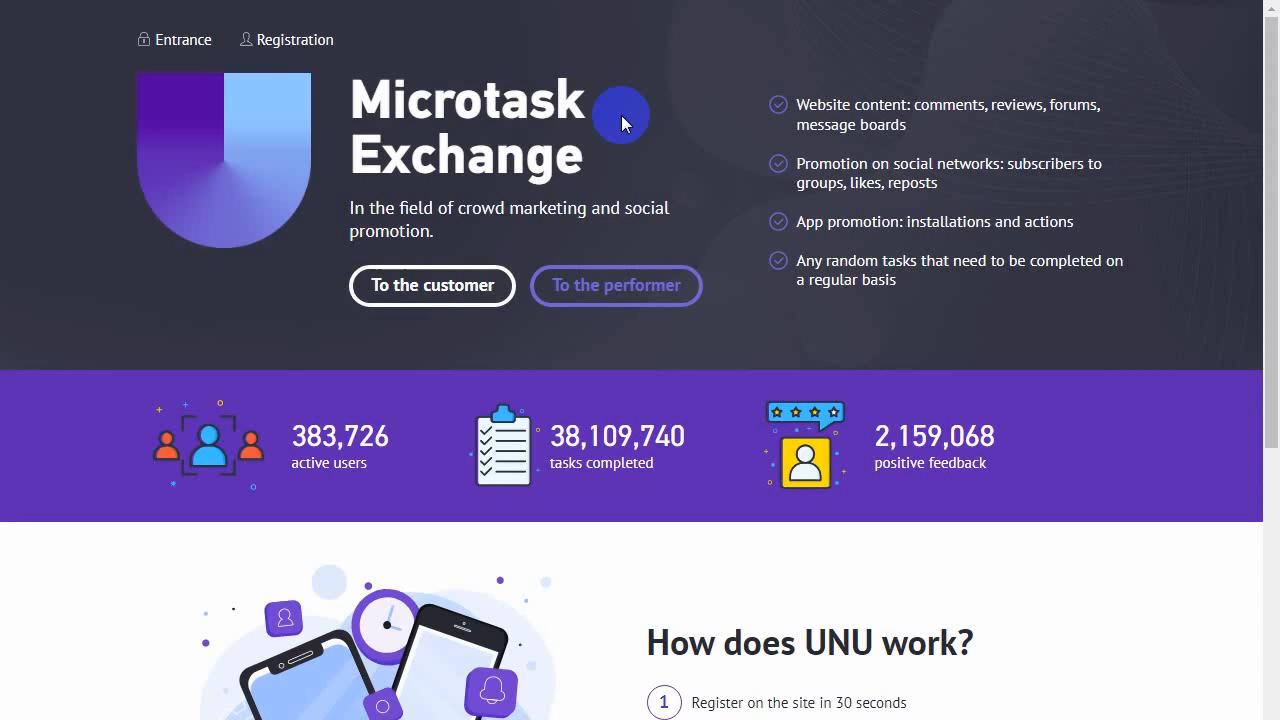 Entrance
Registration
Microtask
Exchange
In the field of crowd marketing and social
promotion.
To the customer
To the performer
Website content: comments, reviews, forums,
message boards
Promotion on social networks: subscribers to
groups, likes, reposts
App promotion: installations and actions
Any random tasks that need to be completed on
a regular basis
383,726
active users
38,109,740
tasks completed
2,159,068
positive feedback
How does UNU work?
1 Register on the site in 30 seconds